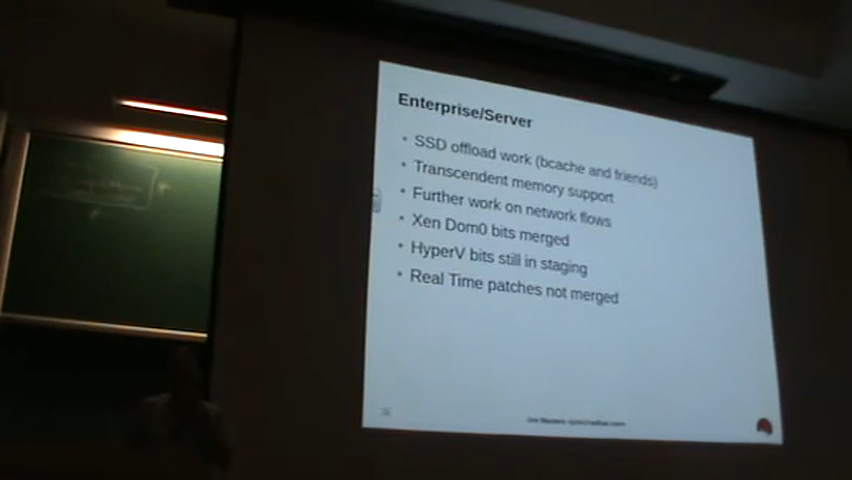 Enterprise/Server
• SSD offload work (bcache and friends)
• Transcendent memory support
• Further work on network flows
• Xen Dom0 bits merged
• HyperV bits still in staging
• Real Time patches not merged